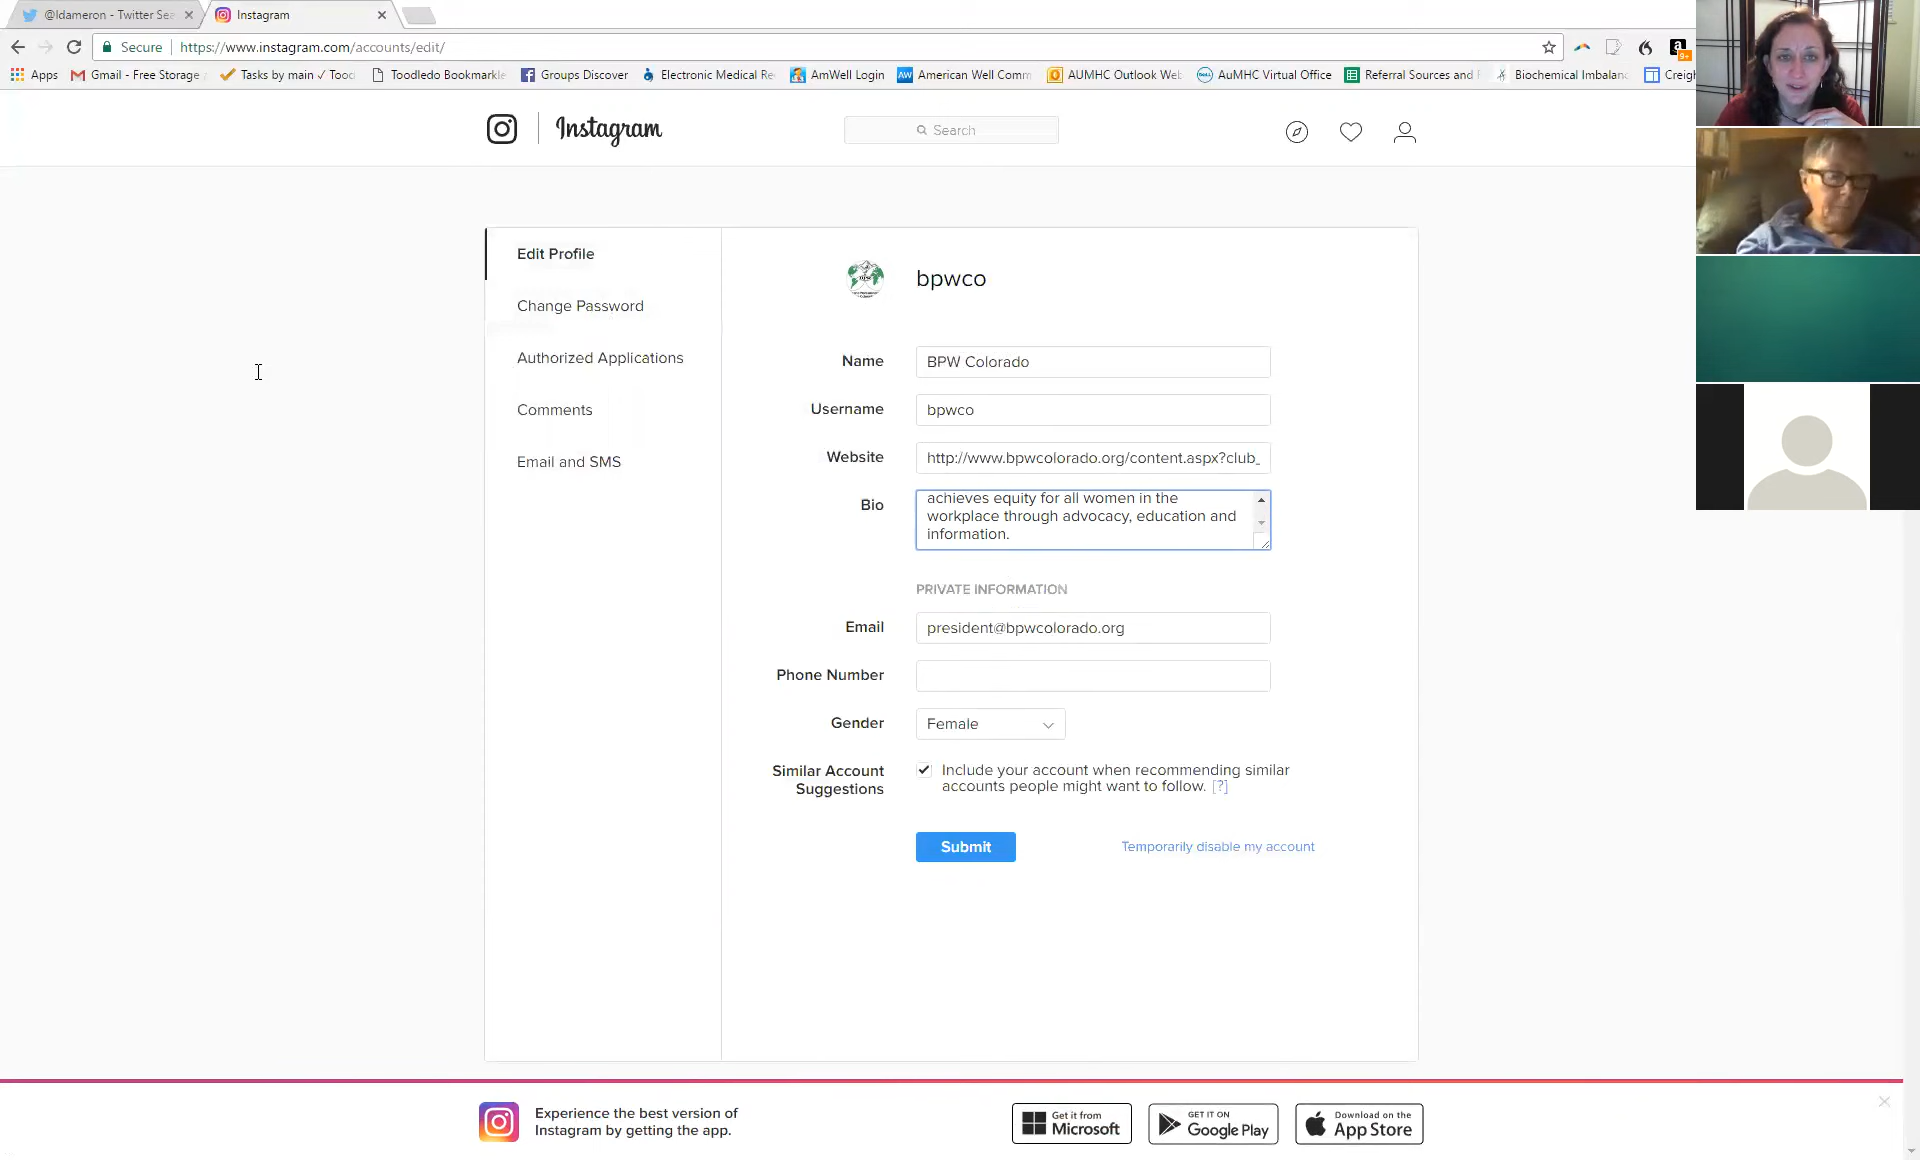 @ldameron - Twitter Sea
Instagram
Secure
https://www.instagram.com/accounts/edit/
Apps
Gmail - Free Storage
Tasks by main ✓ Tood
Toodledo Bookmarkle
Groups Discover
Electronic Medical Re
AmWell Login
American Well Comm
AUMHC Outlook Web
AuMHC Virtual Office
Referral Sources and
Biochemical Imbalanc
Creigh
Instagram
Search
Edit Profile
Change Password
Authorized Applications
Comments
Email and SMS
bpwco
Name
BPW Colorado
Username
bpwco
Website
http://www.bpwcolorado.org/content.aspx?club_
Bio
achieves equity for all women in the
workplace through advocacy, education and
information.
PRIVATE INFORMATION
Email
president@bpwcolorado.org
Phone Number
Gender
Female
Similar Account
Suggestions
Include your account when recommending similar
accounts people might want to follow. [?]
Submit
Temporarily disable my account
Experience the best version of
Instagram by getting the app.
Get it from
Microsoft
GET IT ON
Google Play
Download on the
App Store